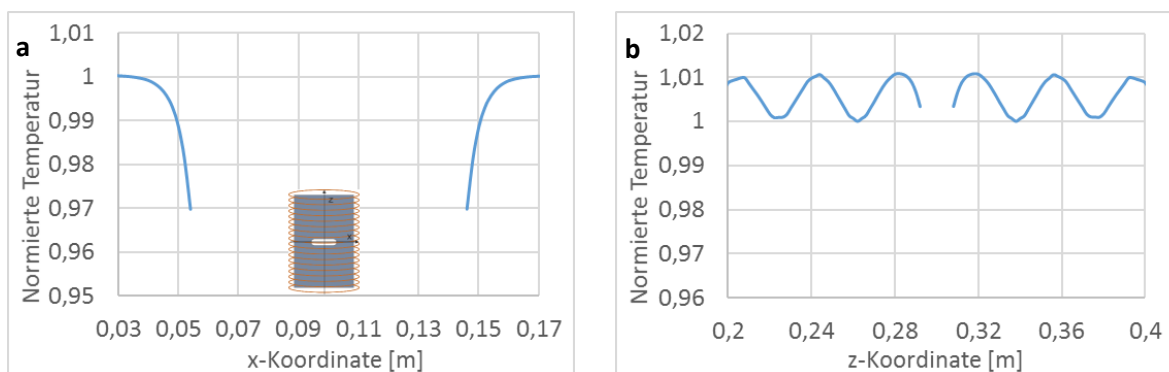 a
Normierte Temperatur
1,01
1
0,99
0,98
0,97
0,96
0,95
z
x
0,03 0,05 0,07 0,09 0,11 0,13 0,15 0,17
x-Koordinate [m]
b
Normierte Temperatur
1,02
1,01
1
0,99
0,98
0,97
0,96
0,2 0,24 0,28 0,32 0,36 0,4
z-Koordinate [m]